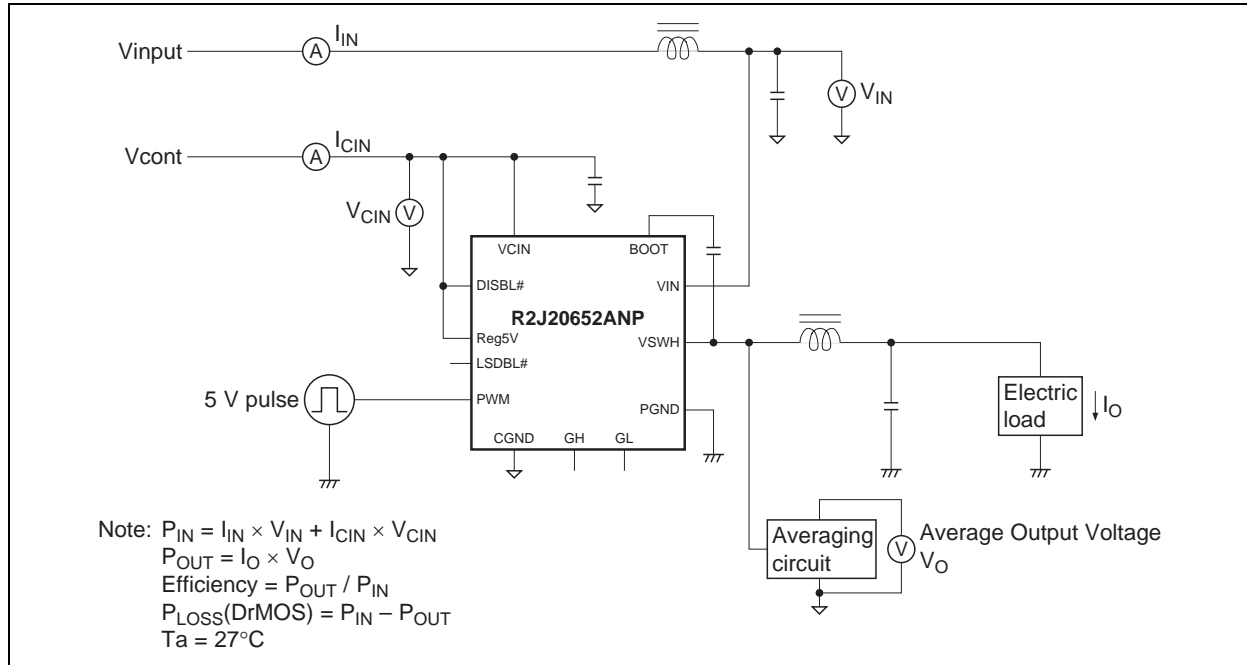 Vinput
A
I_IN
V
V_IN
Vcont
A
I_CIN
V_CIN
V
VCIN
BOOT
DISBL#
VIN
R2J20652ANP
Reg5V
VSWH
LSDBL#
5 V pulse
PWM
PGND
CGND
GH
GL
Electric
load
I_O
Averaging
circuit
V
Average Output Voltage
V_O
Note: P_IN = I_IN × V_IN + I_CIN × V_CIN
P_OUT = I_O × V_O
Efficiency = P_OUT / P_IN
P_LOSS(DrMOS) = P_IN – P_OUT
Ta = 27°C